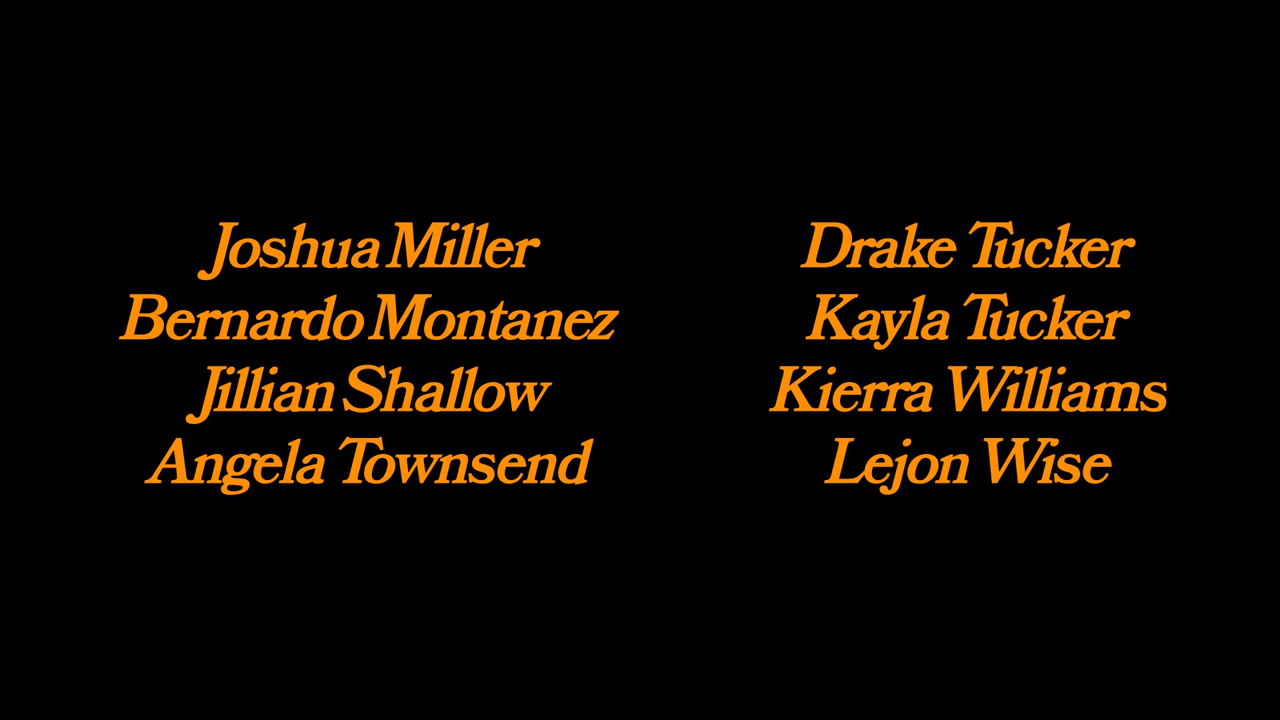 Joshua Miller
Bernardo Montanez
Jillian Shallow
Angela Townsend
Drake Tucker
Kayla Tucker
Kierra Williams
Lejon Wise